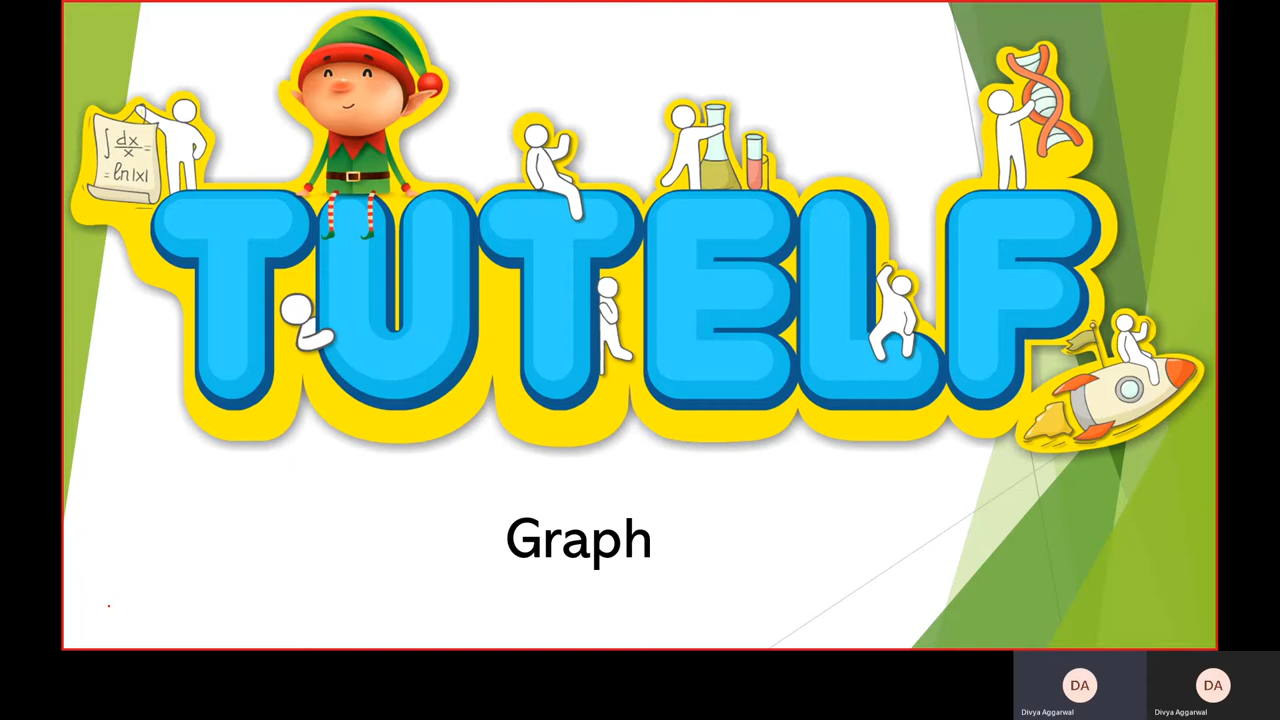 ∫ dx/x =
= ln|x|
TUTELF
Graph
DA
DA
Divya Aggarwal
Divya Aggarwal